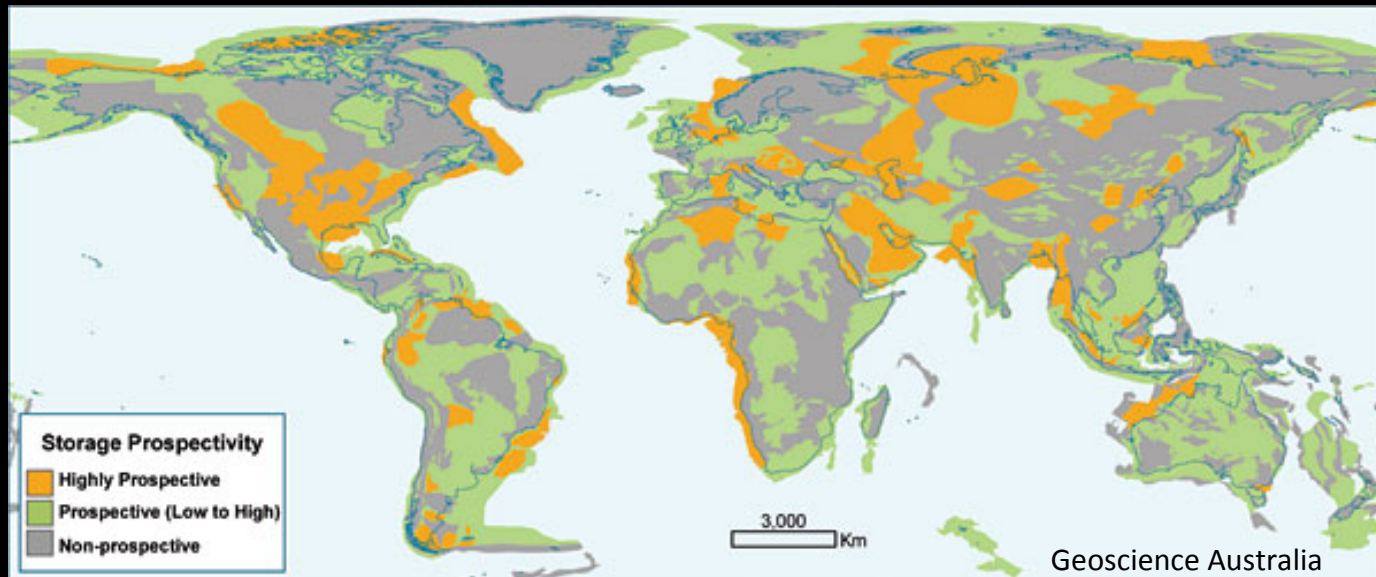 Storage Prospectivity
Highly Prospective
Prospective (Low to High)
Non-prospective
3,000
Km
Geoscience Australia